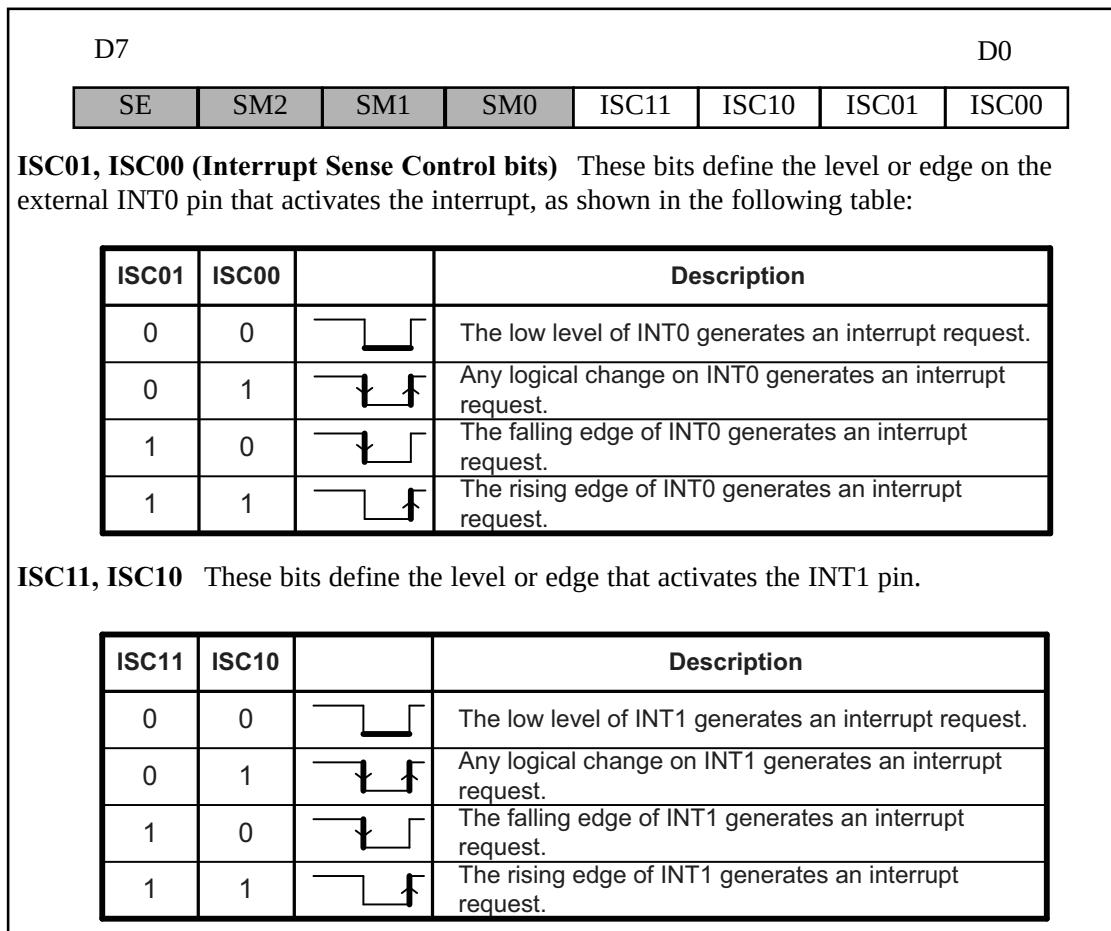 D7 D0
SE SM2 SM1 SM0 ISC11 ISC10 ISC01 ISC00
ISC01, ISC00 (Interrupt Sense Control bits) These bits define the level or edge on the
external INT0 pin that activates the interrupt, as shown in the following table:
ISC01 ISC00 Description
0 0 The low level of INT0 generates an interrupt request.
0 1 Any logical change on INT0 generates an interrupt
request.
1 0 The falling edge of INT0 generates an interrupt
request.
1 1 The rising edge of INT0 generates an interrupt
request.
ISC11, ISC10 These bits define the level or edge that activates the INT1 pin.
ISC11 ISC10 Description
0 0 The low level of INT1 generates an interrupt request.
0 1 Any logical change on INT1 generates an interrupt
request.
1 0 The falling edge of INT1 generates an interrupt
request.
1 1 The rising edge of INT1 generates an interrupt
request.